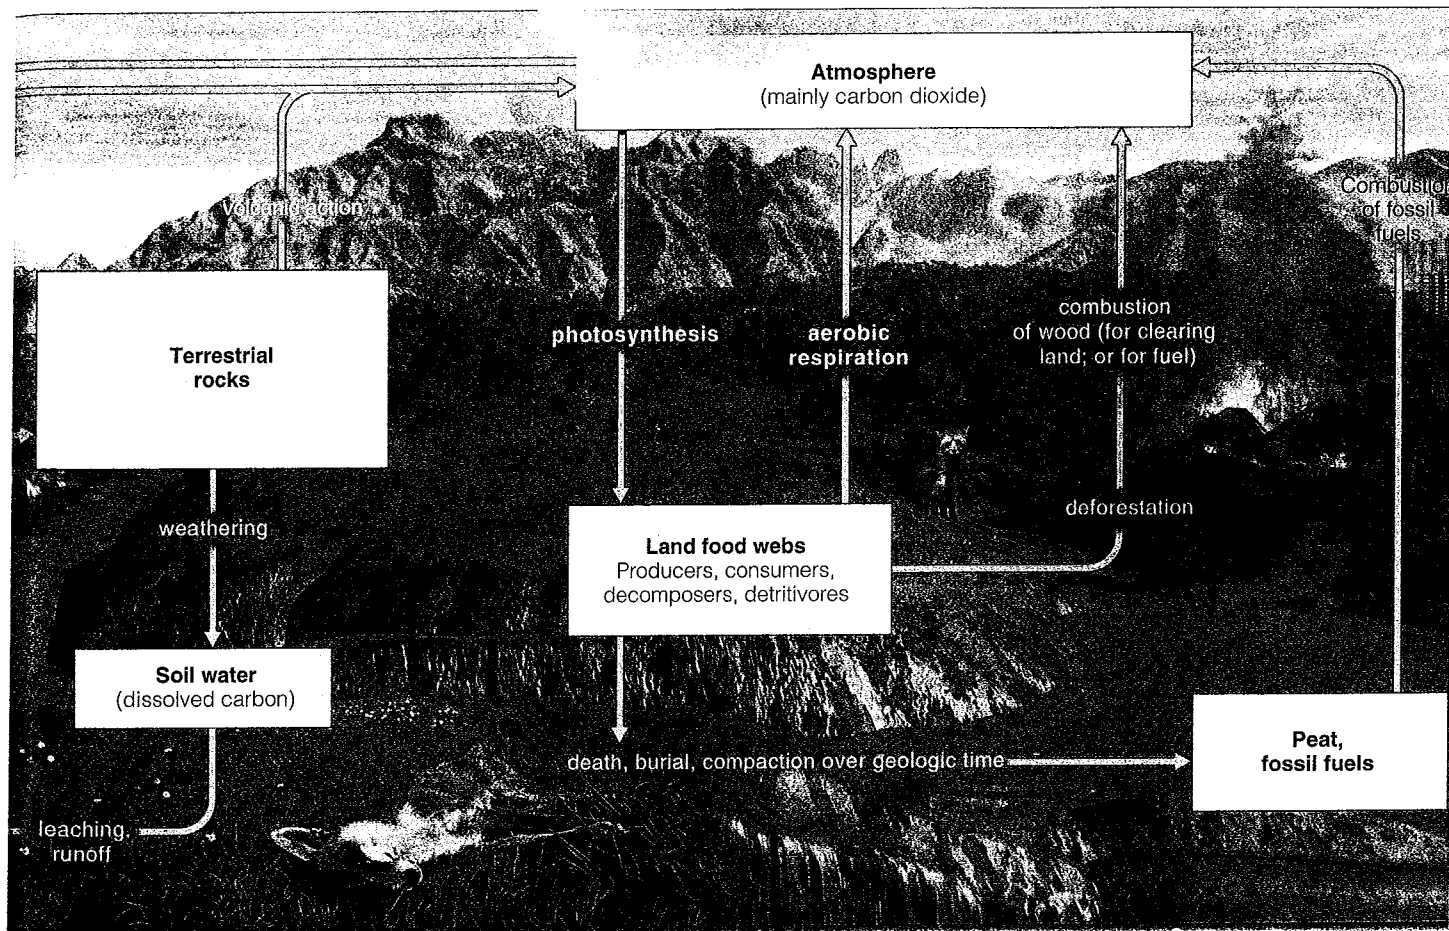 Atmosphere
(mainly carbon dioxide)
Volcanic action
Combustion
of fossil
fuels
photosynthesis
aerobic
respiration
combustion
of wood (for clearing
land; or for fuel)
Terrestrial
rocks
weathering
deforestation
Land food webs
Producers, consumers,
decomposers, detritivores
Soil water
(dissolved carbon)
death, burial, compaction over geologic time
Peat,
fossil fuels
leaching,
runoff